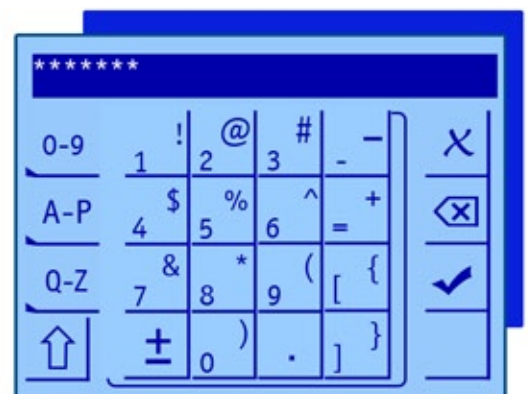 *******
0-9 1 ! 2 @ 3 # - _ X
A-P 4 $ 5 % 6 ^ = +
Q-Z 7 & 8 * 9 ( [ {
± 0 ) . ] }